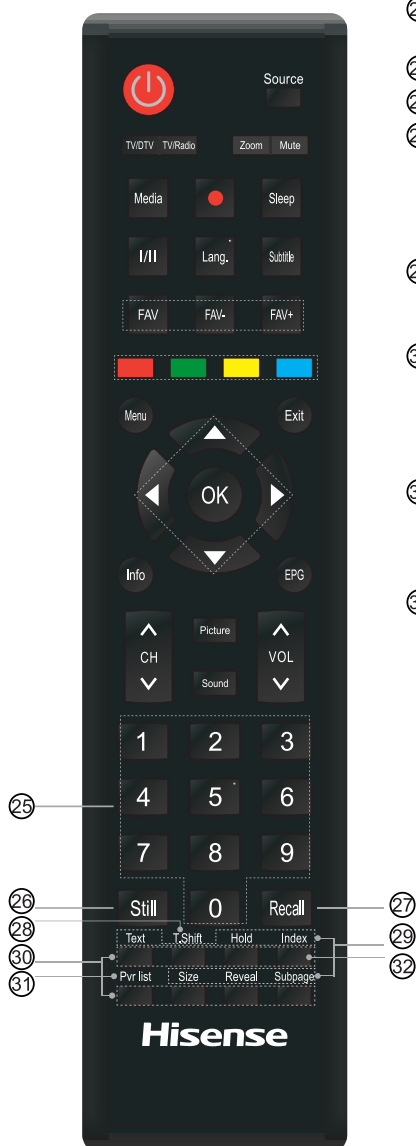 Source
TV/DTV TV/Radio Zoom Mute
Media Sleep
I/II Lang. Subtitle
FAV FAV- FAV+
Menu Exit
OK
Info EPG
CH Picture VOL
Sound
1 2 3
25 4 5 6
7 8 9
26 Still 0 Recall 27
28 Text T.Shift Hold Index 29
30 32
31 Pvr list Size Reveal Subpage
Hisense